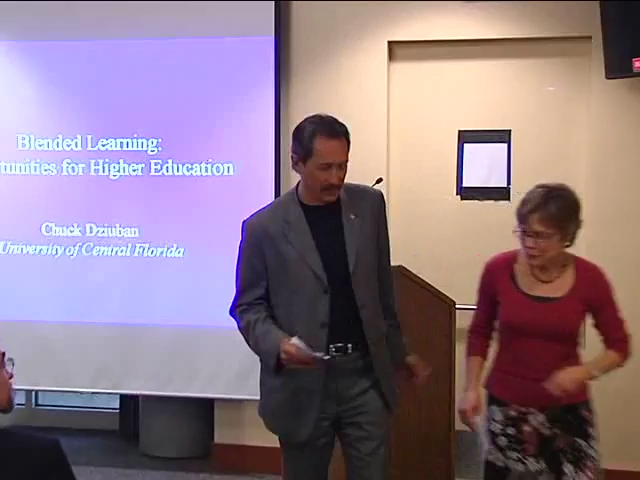 Blended Learning:
tunities for Higher Education
Chuck Dziuban
University of Central Florida